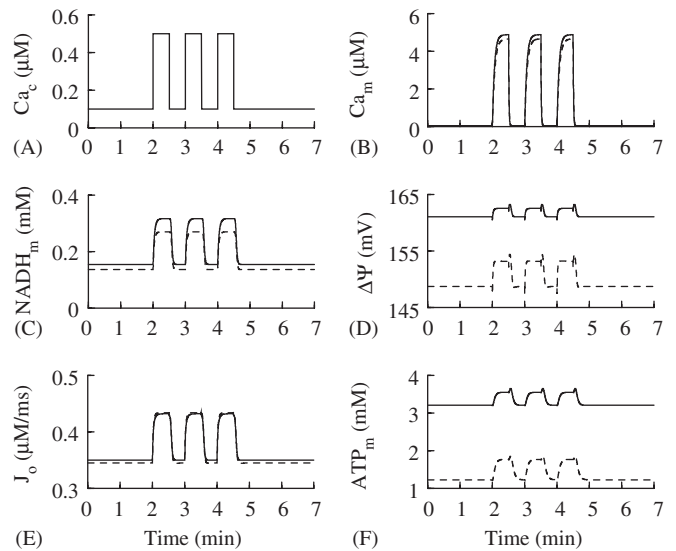 0.6
0.4
0.2
0
Ca_c (μM)
(A)
0 1 2 3 4 5 6 7
6
4
2
0
Ca_m (μM)
(B)
0 1 2 3 4 5 6 7
0.4
0.2
0
NADH_m (mM)
(C)
0 1 2 3 4 5 6 7
165
155
145
ΔΨ (mV)
(D)
0 1 2 3 4 5 6 7
0.5
0.4
0.3
J_o (μM/ms)
(E)
0 1 2 3 4 5 6 7
Time (min)
4
3
2
1
ATP_m (mM)
(F)
0 1 2 3 4 5 6 7
Time (min)